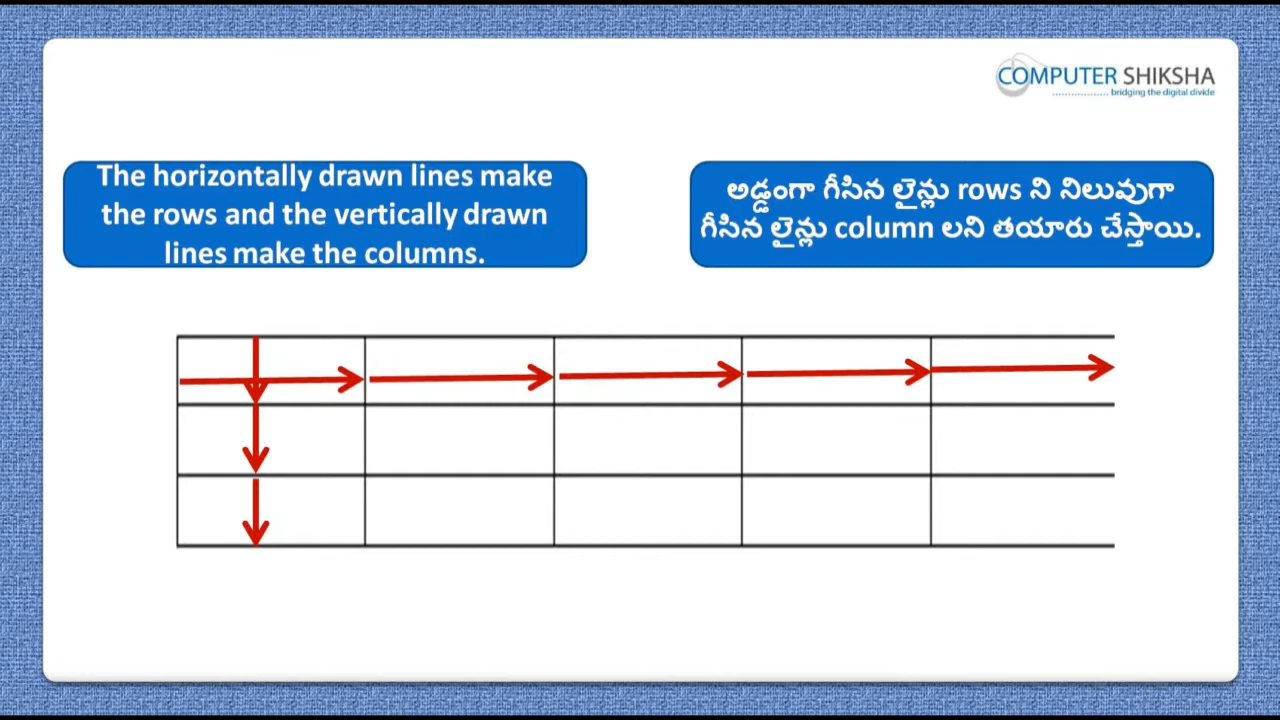 COMPUTER SHIKSHA
bridging the digital divide
The horizontally drawn lines make
the rows and the vertically drawn
lines make the columns.
అడ్డంగా గీసిన లైన్లు rows ని నిలువుగా
గీసిన లైన్లు column లని తయారు చేస్తాయి.